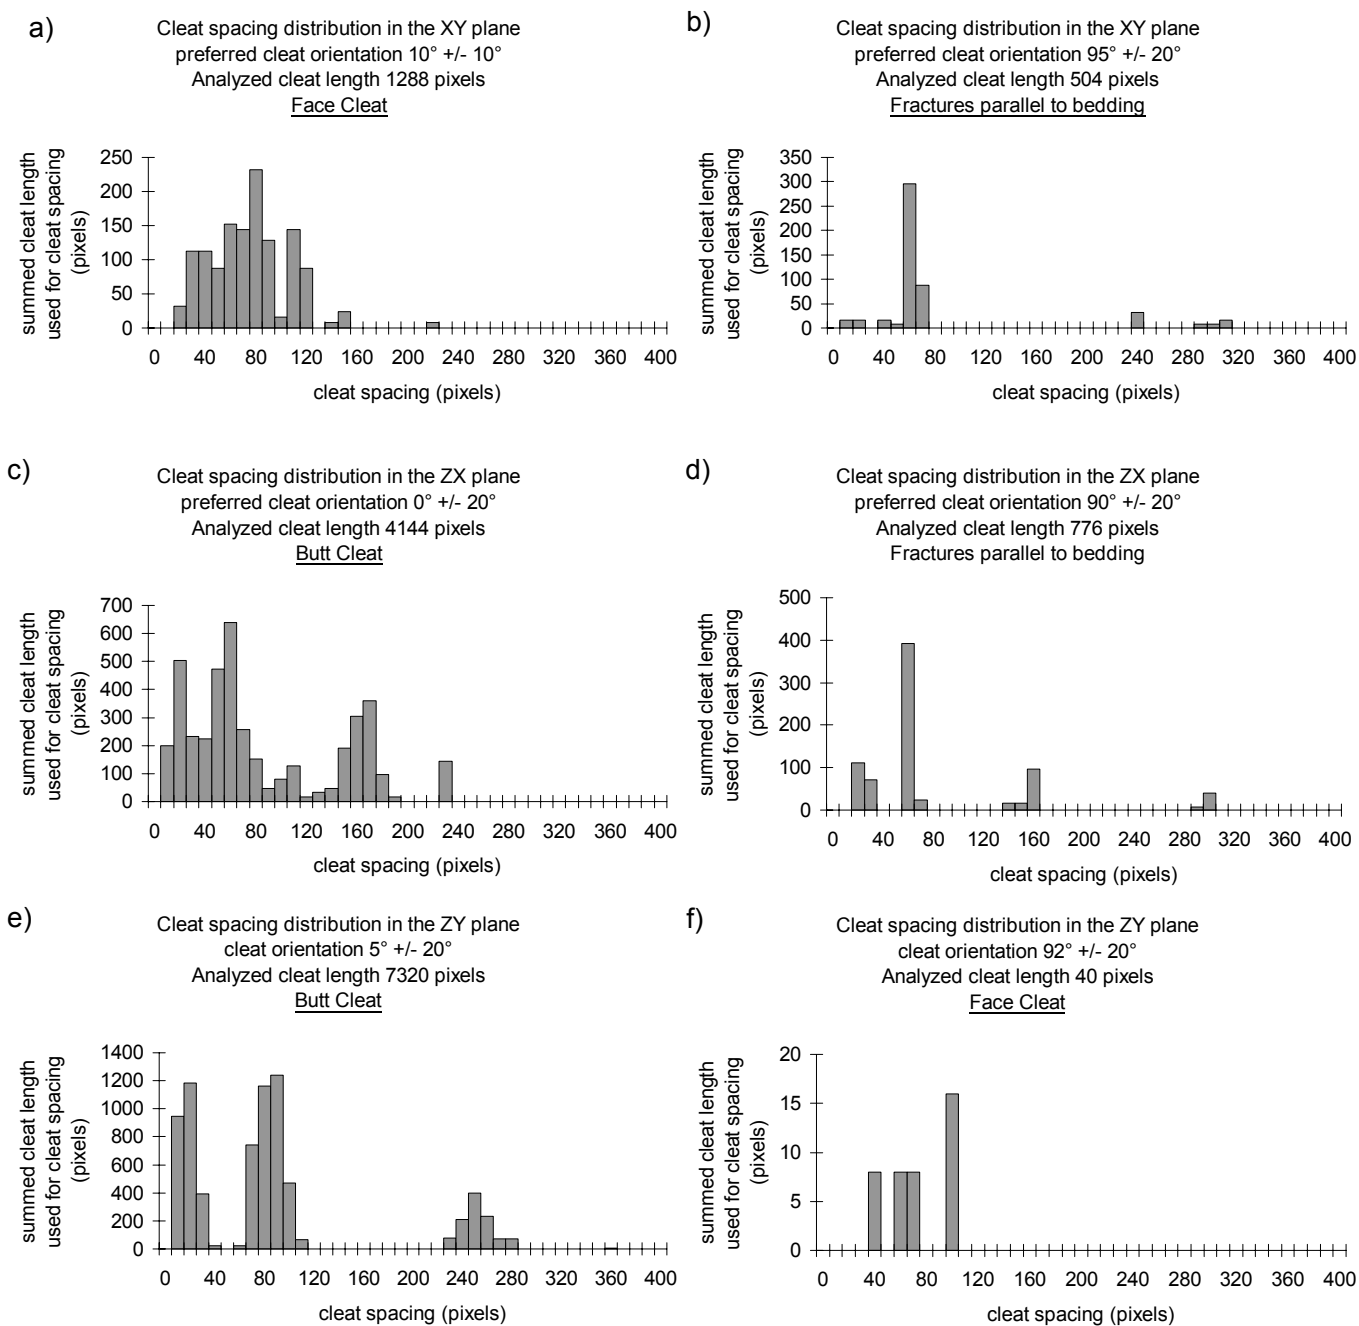 a)
Cleat spacing distribution in the XY plane
preferred cleat orientation 10° +/- 10°
Analyzed cleat length 1288 pixels
Face Cleat
summed cleat length
used for cleat spacing
(pixels)
250
200
150
100
50
0
0 40 80 120 160 200 240 280 320 360 400
cleat spacing (pixels)
b)
Cleat spacing distribution in the XY plane
preferred cleat orientation 95° +/- 20°
Analyzed cleat length 504 pixels
Fractures parallel to bedding
summed cleat length
used for cleat spacing
(pixels)
350
300
250
200
150
100
50
0
0 40 80 120 160 200 240 280 320 360 400
cleat spacing (pixels)
c)
Cleat spacing distribution in the ZX plane
preferred cleat orientation 0° +/- 20°
Analyzed cleat length 4144 pixels
Butt Cleat
summed cleat length
used for cleat spacing
(pixels)
700
600
500
400
300
200
100
0
0 40 80 120 160 200 240 280 320 360 400
cleat spacing (pixels)
d)
Cleat spacing distribution in the ZX plane
preferred cleat orientation 90° +/- 20°
Analyzed cleat length 776 pixels
Fractures parallel to bedding
summed cleat length
used for cleat spacing
(pixels)
500
400
300
200
100
0
0 40 80 120 160 200 240 280 320 360 400
cleat spacing (pixels)
e)
Cleat spacing distribution in the ZY plane
cleat orientation 5° +/- 20°
Analyzed cleat length 7320 pixels
Butt Cleat
summed cleat length
used for cleat spacing
(pixels)
1400
1200
1000
800
600
400
200
0
0 40 80 120 160 200 240 280 320 360 400
cleat spacing (pixels)
f)
Cleat spacing distribution in the ZY plane
cleat orientation 92° +/- 20°
Analyzed cleat length 40 pixels
Face Cleat
summed cleat length
used for cleat spacing
(pixels)
20
15
10
5
0
0 40 80 120 160 200 240 280 320 360 400
cleat spacing (pixels)